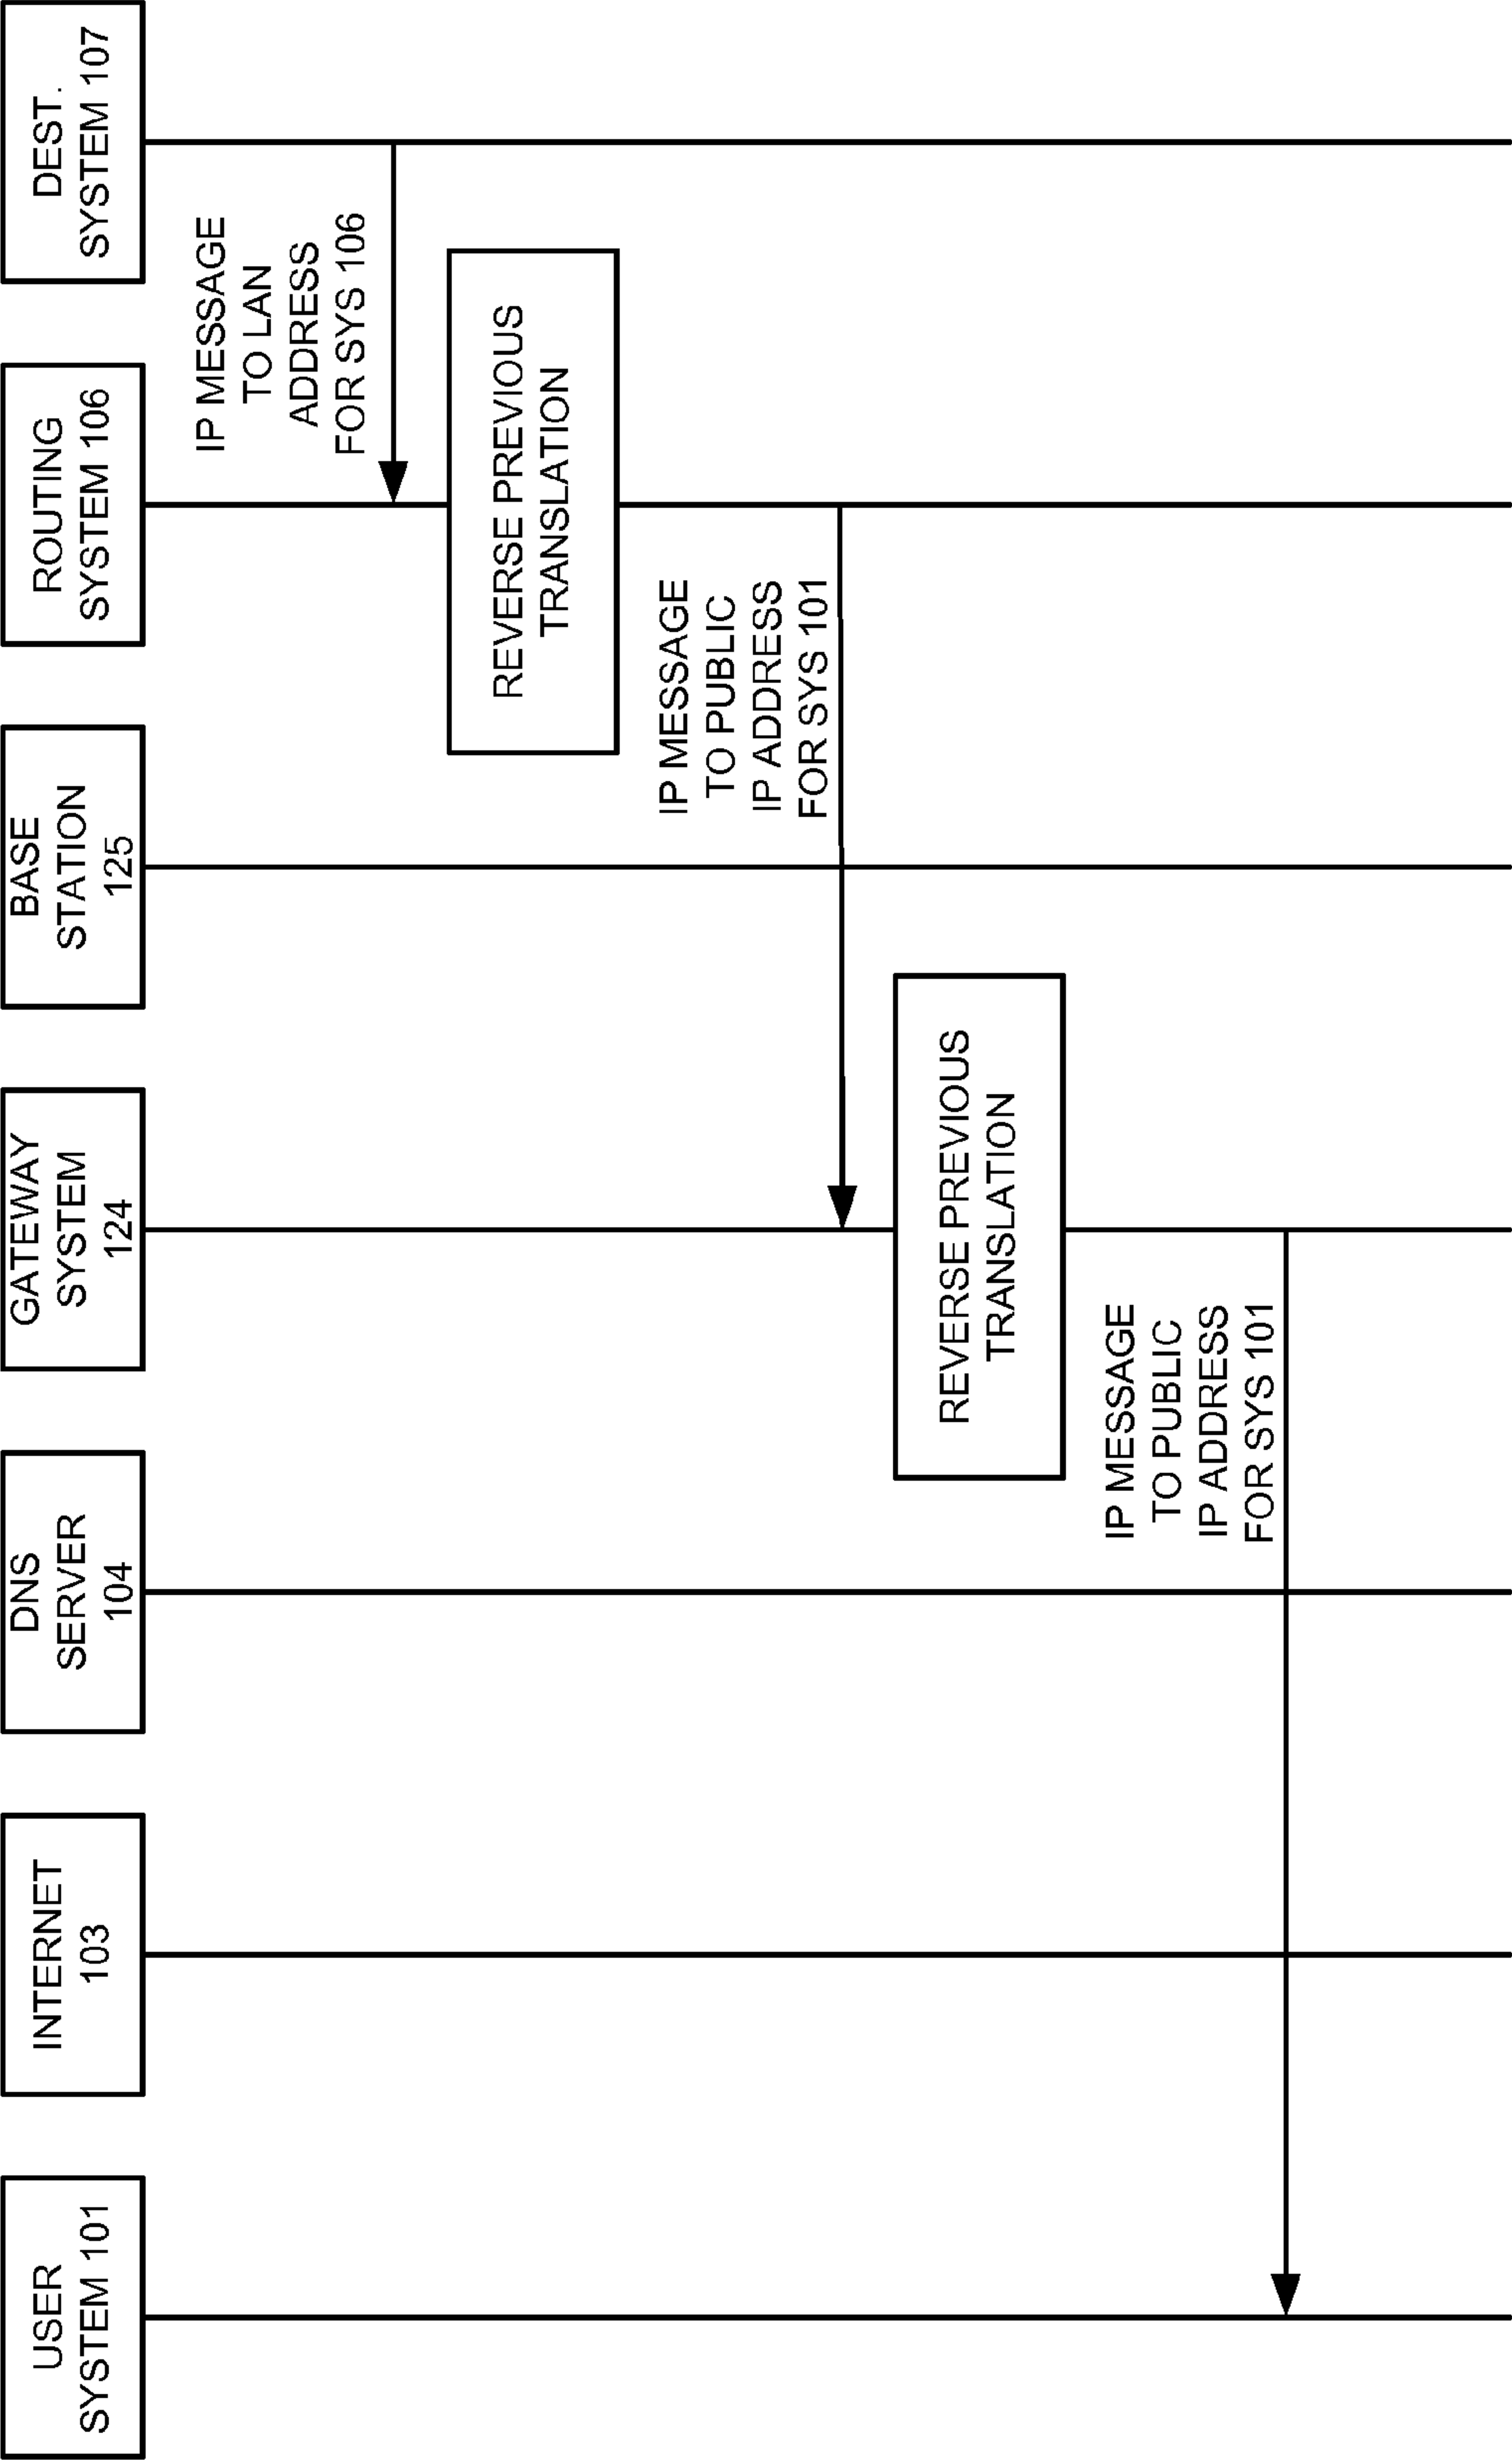 USER
SYSTEM 101
INTERNET
103
DNS
SERVER
104
GATEWAY
SYSTEM
124
BASE
STATION
125
ROUTING
SYSTEM 106
DEST.
SYSTEM 107
IP MESSAGE
TO LAN
ADDRESS
FOR SYS 106
REVERSE PREVIOUS
TRANSLATION
IP MESSAGE
TO PUBLIC
IP ADDRESS
FOR SYS 101
REVERSE PREVIOUS
TRANSLATION
IP MESSAGE
TO PUBLIC
IP ADDRESS
FOR SYS 101